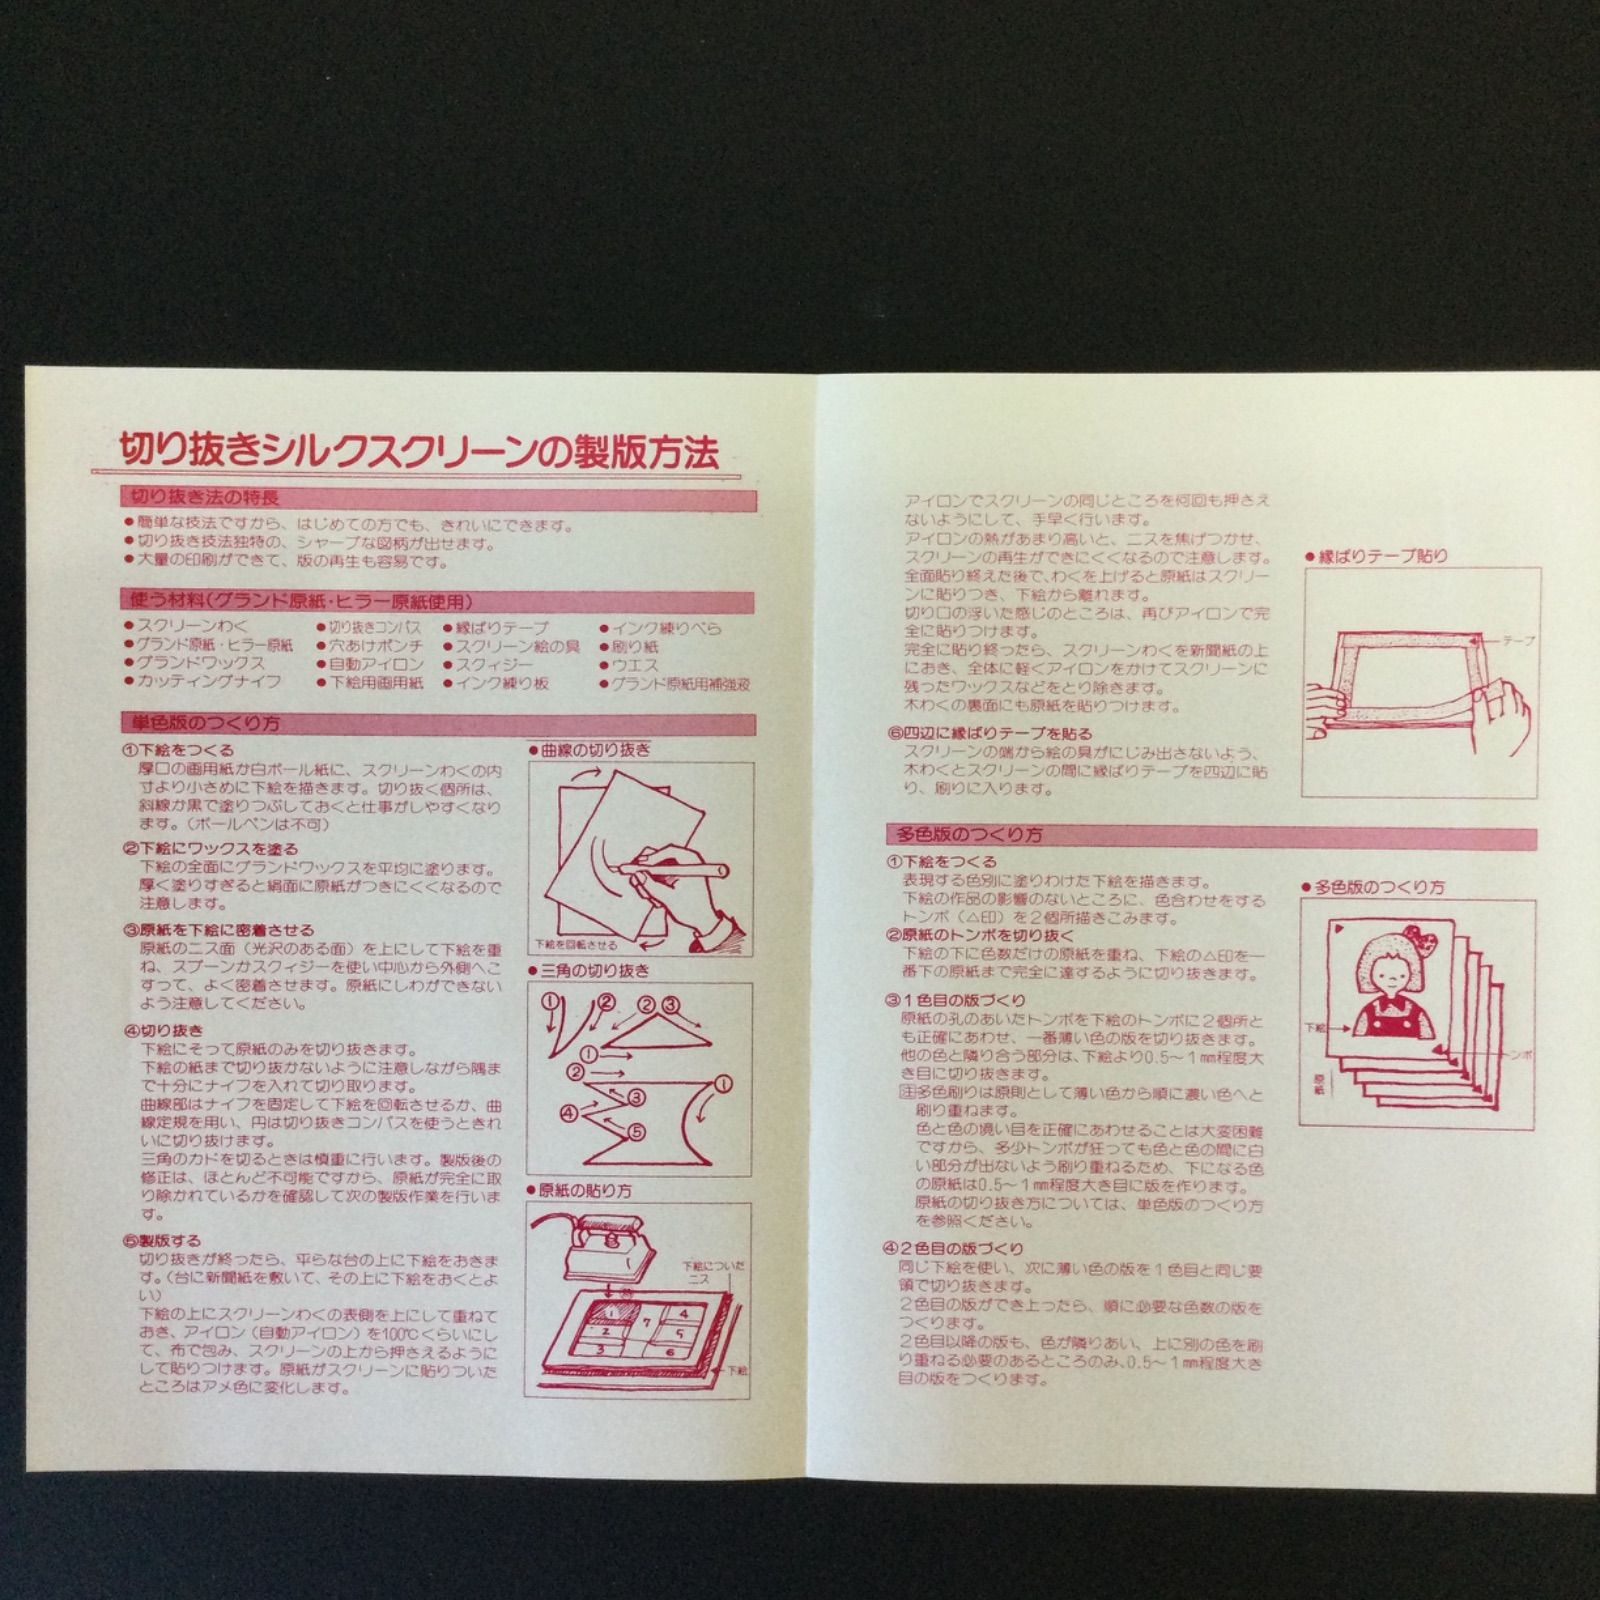 切り抜きシルクスクリーンの製版方法
切り抜き法の特長
●簡単な技法ですから、はじめての方でも、きれいにできます。
●切り抜き技法独特の、シャープな図柄が出せます。
●大量の印刷ができて、版の再生も容易です。
使う材料(グランド原紙・ヒラー原紙使用)
●スクリーンわく ●切り抜きコンパス ●縁ばりテープ ●インク練りべら
●グランド原紙・ヒラー原紙 ●穴あけポンチ ●スクリーン絵の具 ●刷り紙
●グランドワックス ●自動アイロン ●スクィジー ●ウエス
●カッティングナイフ ●下絵用画用紙 ●インク練り板 ●グランド原紙用補強液
単色版のつくり方
①下絵をつくる
厚口の画用紙か白ボール紙に、スクリーンわくの内
寸より小さめに下絵を描きます。切り抜く個所は、
斜線か黒で塗りつぶしておくと仕事がしやすくなり
ます。(ボールペンは不可)
②下絵にワックスを塗る
下絵の全面にグランドワックスを平均に塗ります。
厚く塗りすぎると絹面に原紙がつきにくくなるので
注意します。
③原紙を下絵に密着させる
原紙のニス面(光沢のある面)を上にして下絵を重
ね、スプーンかスクィジーを使い中心から外側へこ
すって、よく密着させます。原紙にしわができない
よう注意してください。
④切り抜き
下絵にそって原紙のみを切り抜きます。
下絵の紙まで切り抜かないように注意しながら隅ま
で十分にナイフを入れて切り取ります。
曲線部はナイフを固定して下絵を回転させるか、曲
線定規を用い、円は切り抜きコンパスを使うときれ
いに切り抜けます。
三角のカドを切るときは慎重に行います。製版後の
修正は、ほとんど不可能ですから、原紙が完全に取
り除かれているかを確認して次の製版作業を行いま
す。
⑤製版する
切り抜きが終ったら、平らな台の上に下絵をおきま
す。(台に新聞紙を敷いて、その上に下絵をおくとよ
い)
下絵の上にスクリーンわくの表側を上にして重ねて
おき、アイロン(自動アイロン)を100℃くらいにし
て、布で包み、スクリーンの上から押さえるように
して貼りつけます。原紙がスクリーンに貼りついた
ところはアメ色に変化します。
●曲線の切り抜き
下絵を回転させる
●三角の切り抜き
① ② ② ③
①
② ①
③
④
⑤
●原紙の貼り方
下絵についた
ニス
1 4
2 7 5
3 6
下絵
アイロンでスクリーンの同じところを何回も押さえ
ないようにして、手早く行います。
アイロンの熱があまり高いと、ニスを焦げつかせ、
スクリーンの再生ができにくくなるので注意します。
全面貼り終えた後で、わくを上げると原紙はスクリー
ンに貼りつき、下絵から離れます。
切り口の浮いた感じのところは、再びアイロンで完
全に貼りつけます。
完全に貼り終ったら、スクリーンわくを新聞紙の上
におき、全体に軽くアイロンをかけてスクリーンに
残ったワックスなどをとり除きます。
木わくの裏面にも原紙を貼りつけます。
⑥四辺に縁ばりテープを貼る
スクリーンの端から絵の具がにじみ出さないよう、
木わくとスクリーンの間に縁ばりテープを四辺に貼
り、刷りに入ります。
●縁ばりテープ貼り
テープ
多色版のつくり方
①下絵をつくる
表現する色別に塗りわけた下絵を描きます。
下絵の作品の影響のないところに、色合わせをする
トンボ(△印)を2個所描きこみます。
②原紙のトンボを切り抜く
下絵の下に色数だけの原紙を重ね、下絵の△印を一
番下の原紙まで完全に達するように切り抜きます。
③1色目の版づくり
原紙の孔のあいたトンボを下絵のトンボに2個所と
も正確にあわせ、一番薄い色の版を切り抜きます。
他の色と隣り合う部分は、下絵より0.5〜1㎜程度大
き目に切り抜きます。
注多色刷りは原則として薄い色から順に濃い色へと
刷り重ねます。
色と色の境い目を正確にあわせることは大変困難
ですから、多少トンボが狂っても色と色の間に白
い部分が出ないよう刷り重ねるため、下になる色
の原紙は0.5〜1㎜程度大き目に版を作ります。
原紙の切り抜き方については、単色版のつくり方
を参照ください。
④2色目の版づくり
同じ下絵を使い、次に薄い色の版を1色目と同じ要
領で切り抜きます。
2色目の版ができ上ったら、順に必要な色数の版を
つくります。
2色目以降の版も、色が隣りあい、上に別の色を刷
り重ねる必要のあるところのみ、0.5〜1㎜程度大き
目の版をつくります。
●多色版のつくり方
下絵
トンボ
原紙